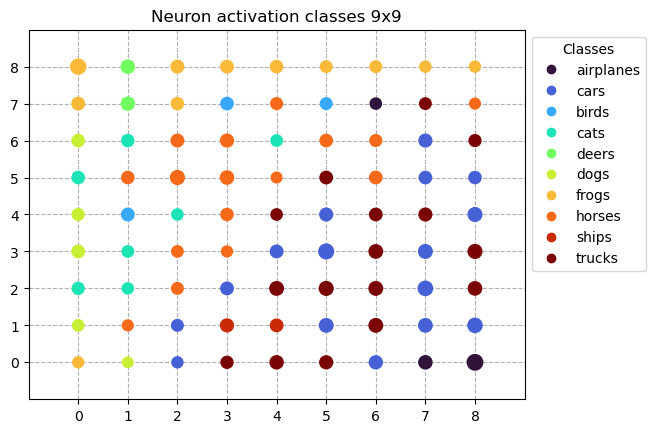 Neuron activation classes 9x9
8
7
6
5
4
3
2
1
0
0 1 2 3 4 5 6 7 8
Classes
airplanes
cars
birds
cats
deers
dogs
frogs
horses
ships
trucks